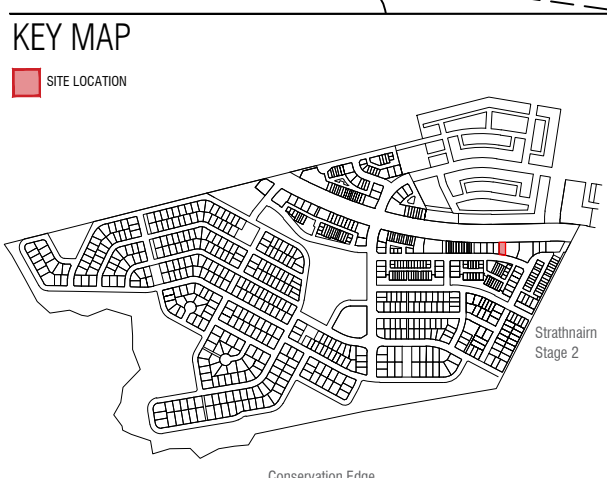 KEY MAP
SITE LOCATION
Strathnairn
Stage 2
Conservation Edge